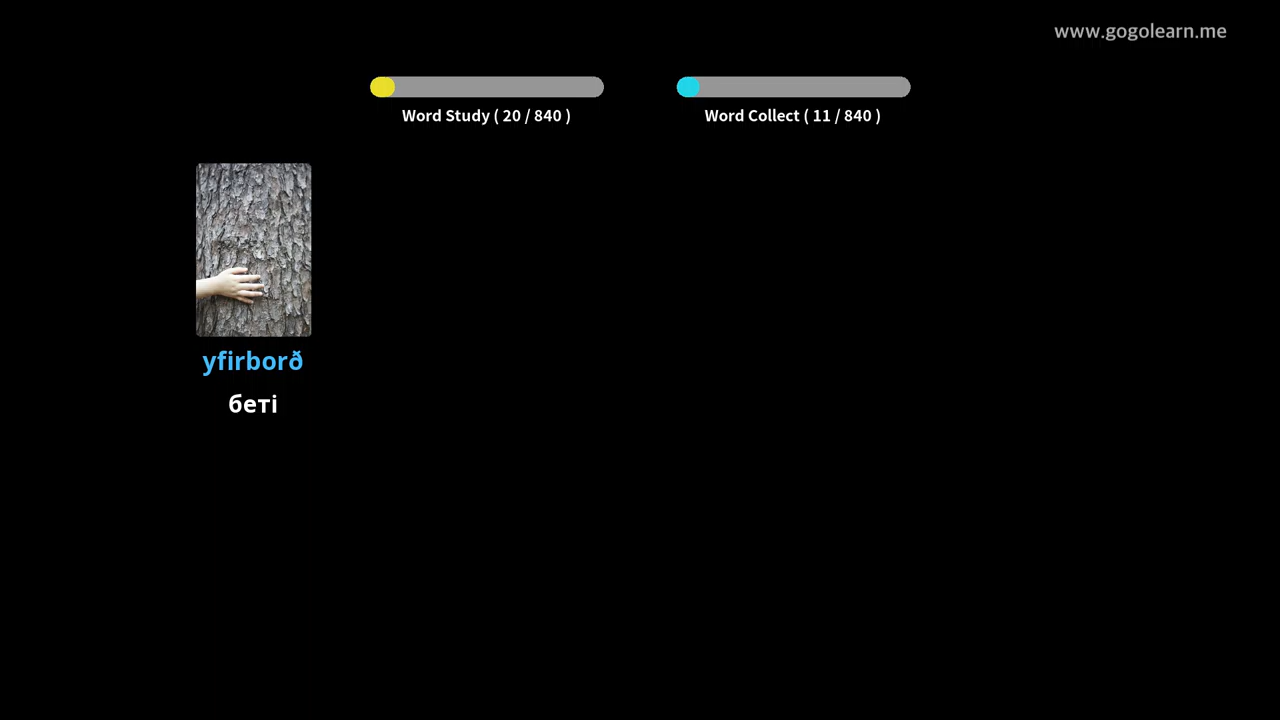 www.gogolearn.me
Word Study ( 20 / 840 )
Word Collect ( 11 / 840 )
yfirborð
беті